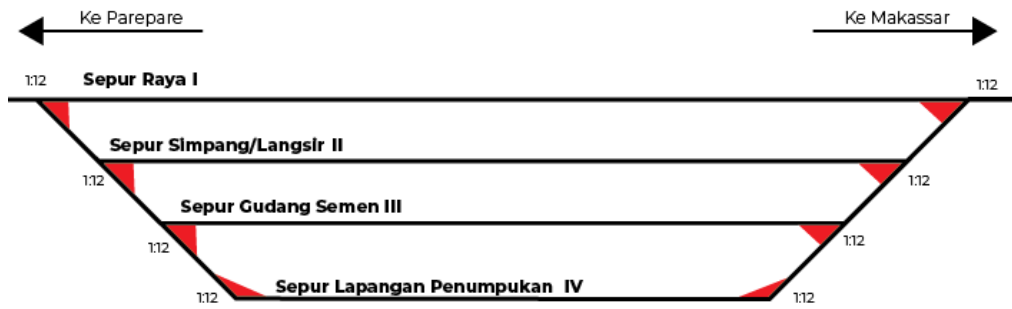 Ke Parepare
Ke Makassar
1:12
Sepur Raya I
1:12
Sepur Simpang/Langsir II
1:12
1:12
Sepur Gudang Semen III
1:12
1:12
Sepur Lapangan Penumpukan IV
1:12
1:12